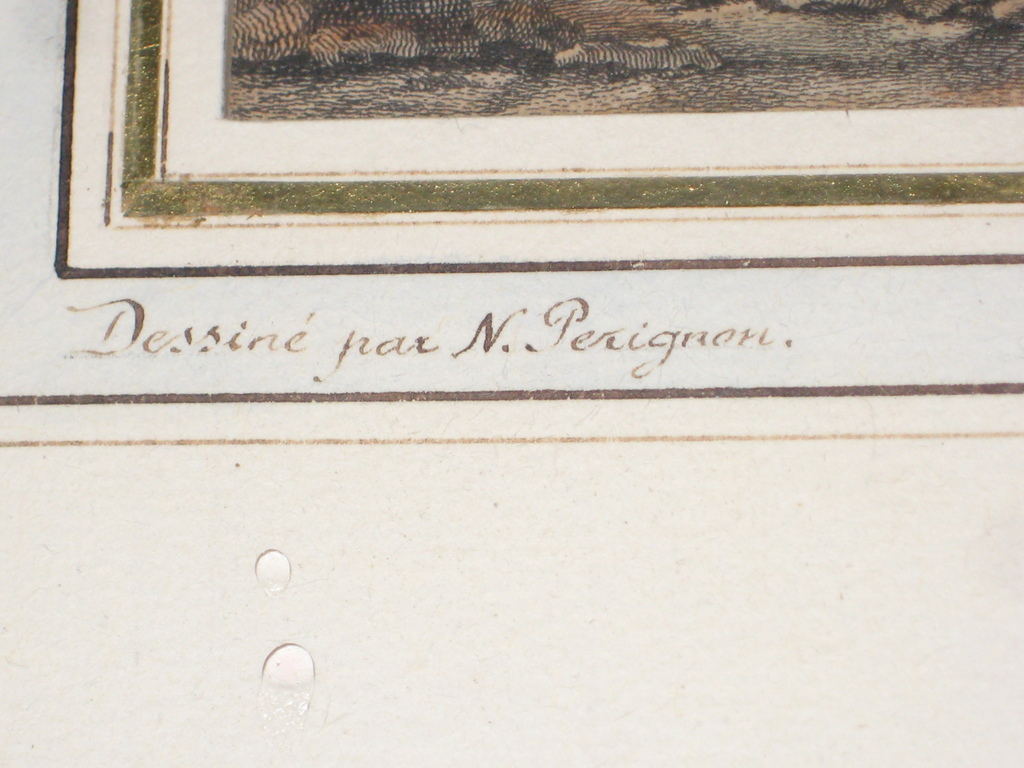 Dessiné par N. Perignon.